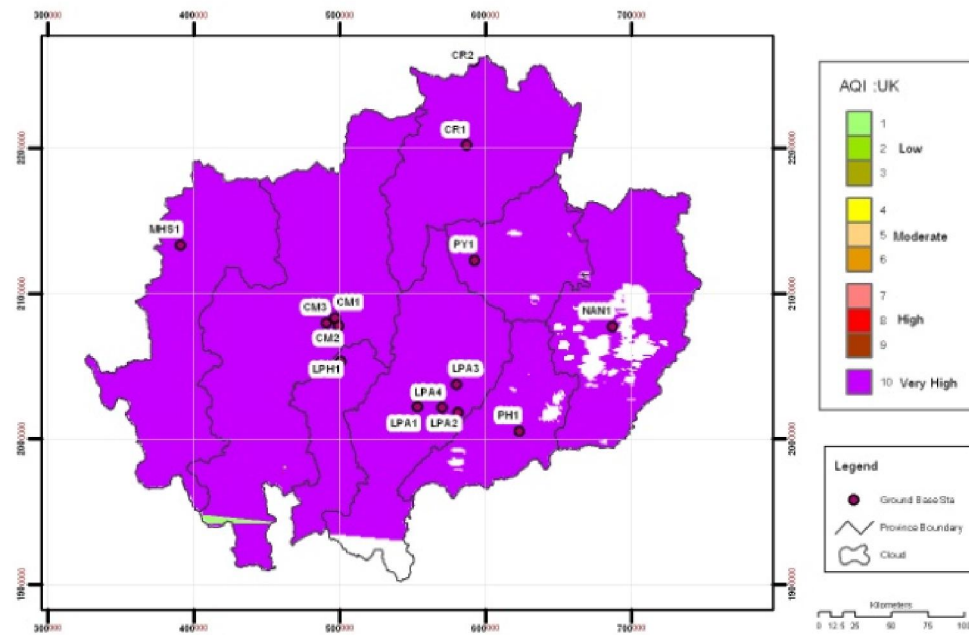 300000 400000 500000 600000 700000
CR2
CR1
MHS1
PY1
CM3 CM1
CM2
NAN1
LPH1
LPA3
LPA4
LPA1 LPA2 PH1
2200000
2100000
2000000
1900000
300000 400000 500000 600000 700000
AQI :UK
1
2 Low
3
4
5 Moderate
6
7
8 High
9
10 Very High
Legend
Ground Base Sta
Province Boundary
Cloud
Kilometers
0 12.5 25 50 75 100